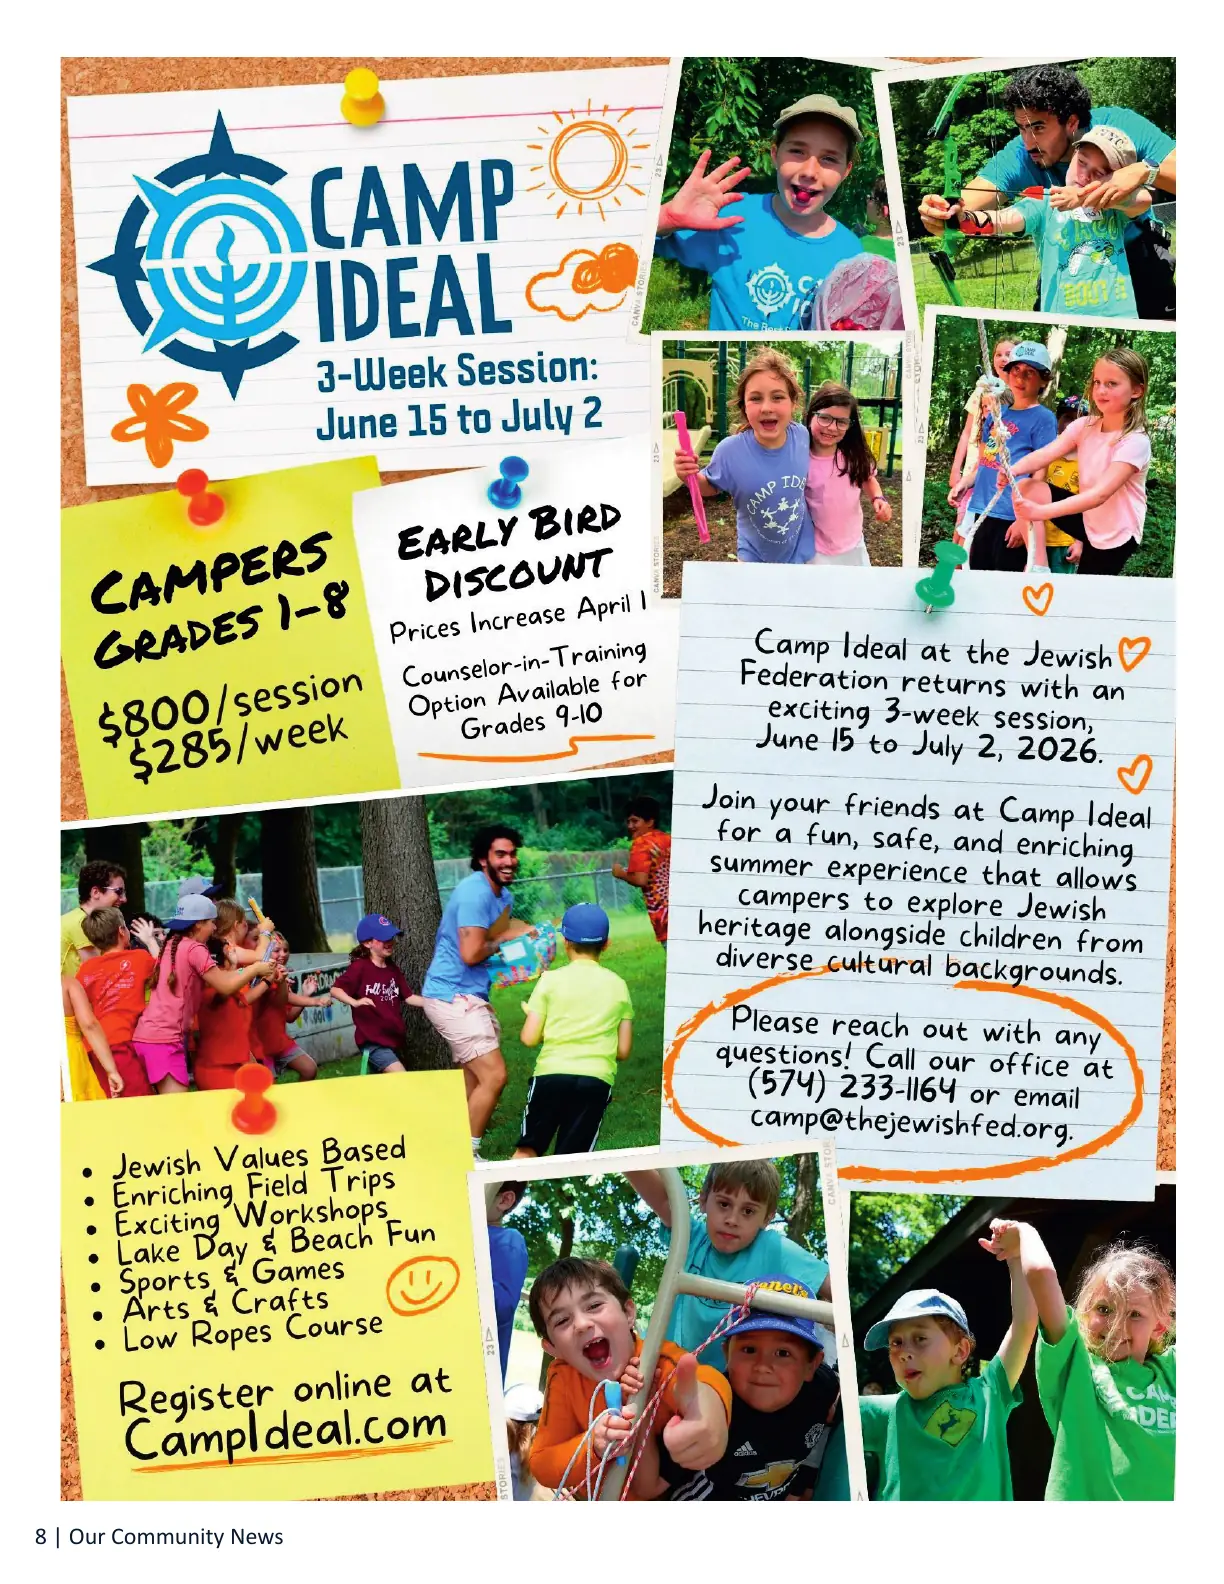 CAMP
IDEAL
3-Week Session:
June 15 to July 2
CAMPERS
GRADES 1-8
$800/session
$285/week
EARLY BIRD
DISCOUNT
Prices Increase April 1
Counselor-in-Training
Option Available for
Grades 9-10
Camp Ideal at the Jewish
Federation returns with an
exciting 3-week session,
June 15 to July 2, 2026.
Join your friends at Camp Ideal
for a fun, safe, and enriching
summer experience that allows
campers to explore Jewish
heritage alongside children from
diverse cultural backgrounds.
Please reach out with any
questions! Call our office at
(574) 233-1164 or email
camp@thejewishfed.org.
• Jewish Values Based
• Enriching Field Trips
• Exciting Workshops
• Lake Day & Beach Fun
• Sports & Games
• Arts & Crafts
• Low Ropes Course
Register online at
CampIdeal.com
8 | Our Community News